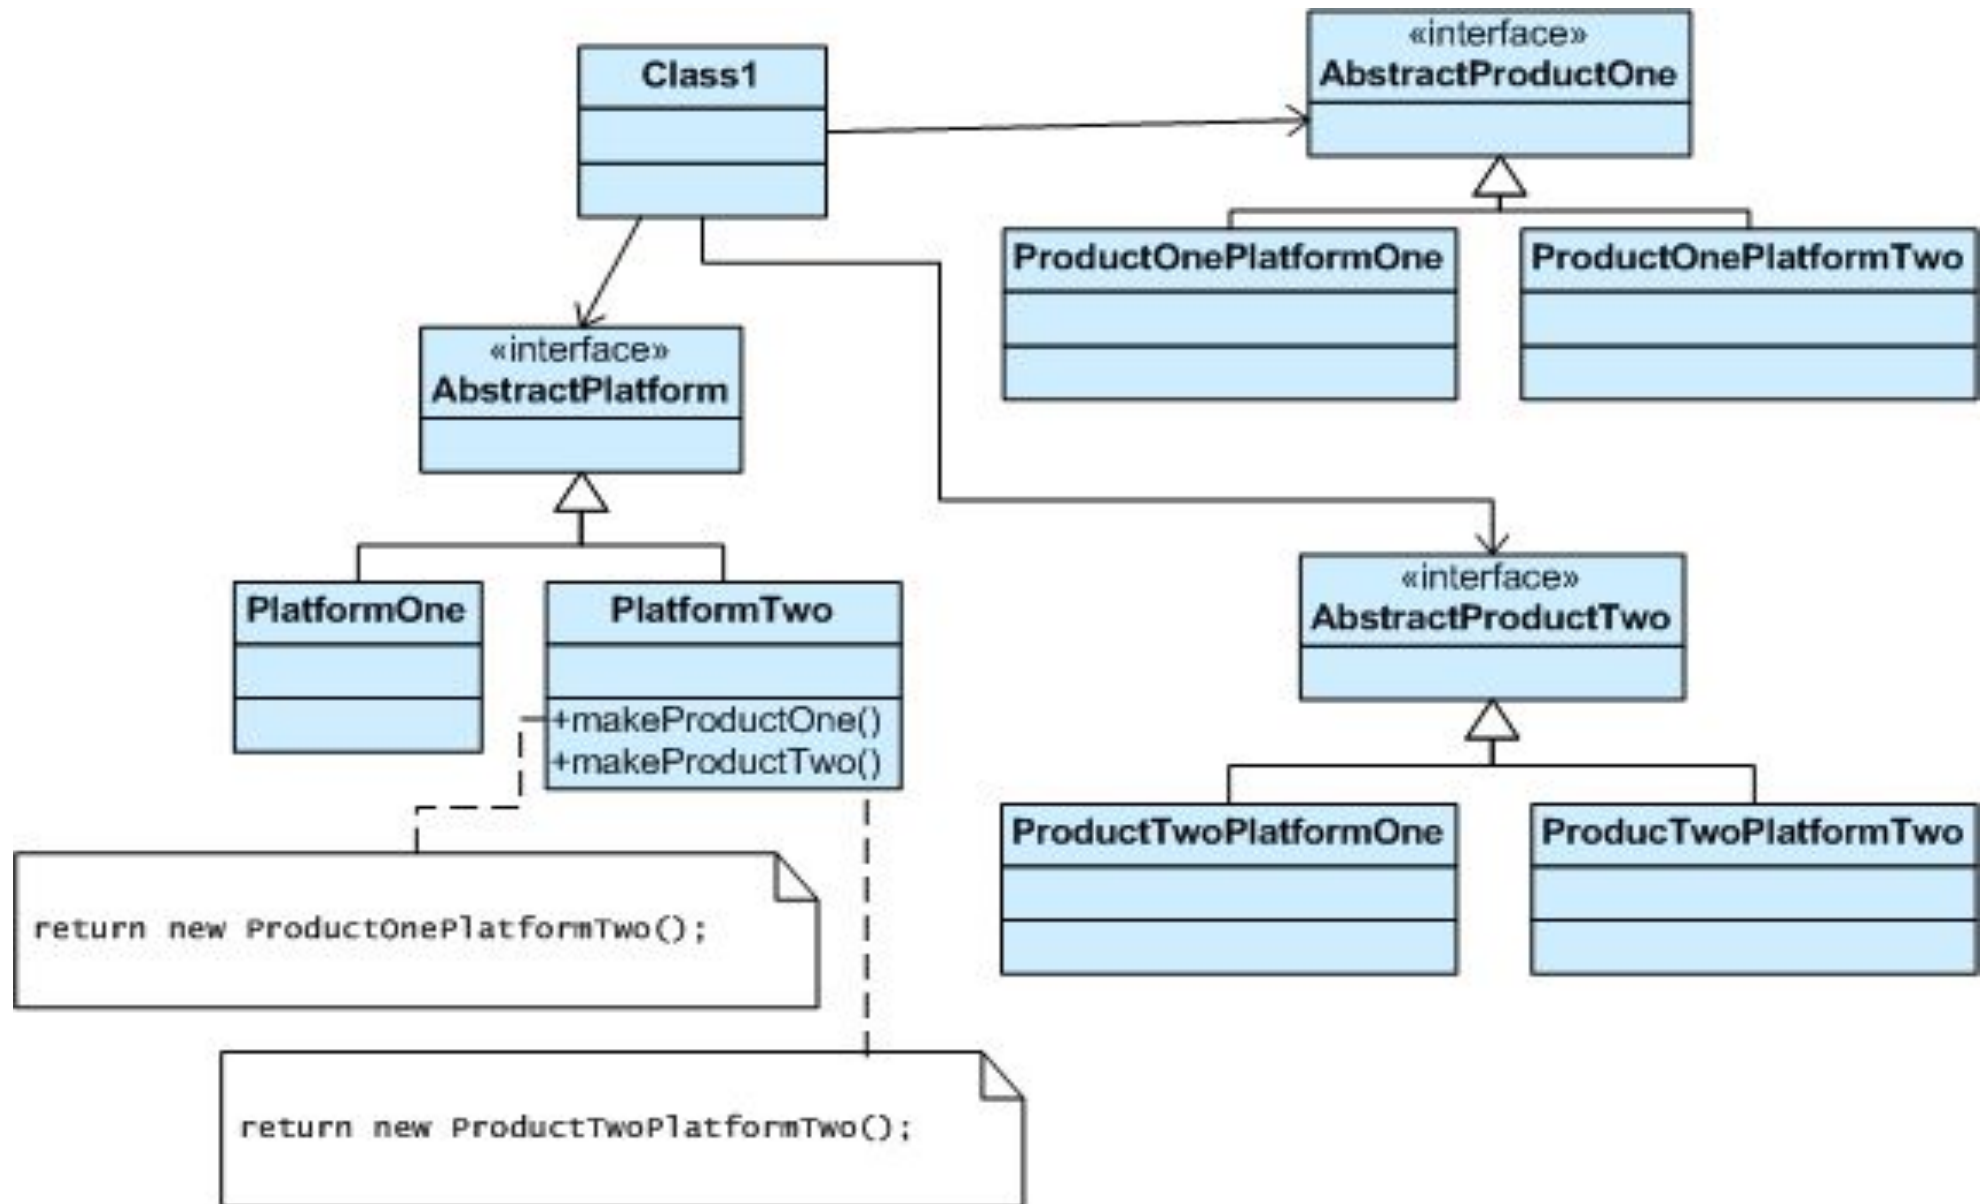 Class1
«interface»
AbstractProductOne
ProductOnePlatformOne
ProductOnePlatformTwo
«interface»
AbstractPlatform
PlatformOne
PlatformTwo
+makeProductOne()
+makeProductTwo()
«interface»
AbstractProductTwo
ProductTwoPlatformOne
ProducTwoPlatformTwo
return new ProductOnePlatformTwo();
return new ProductTwoPlatformTwo();